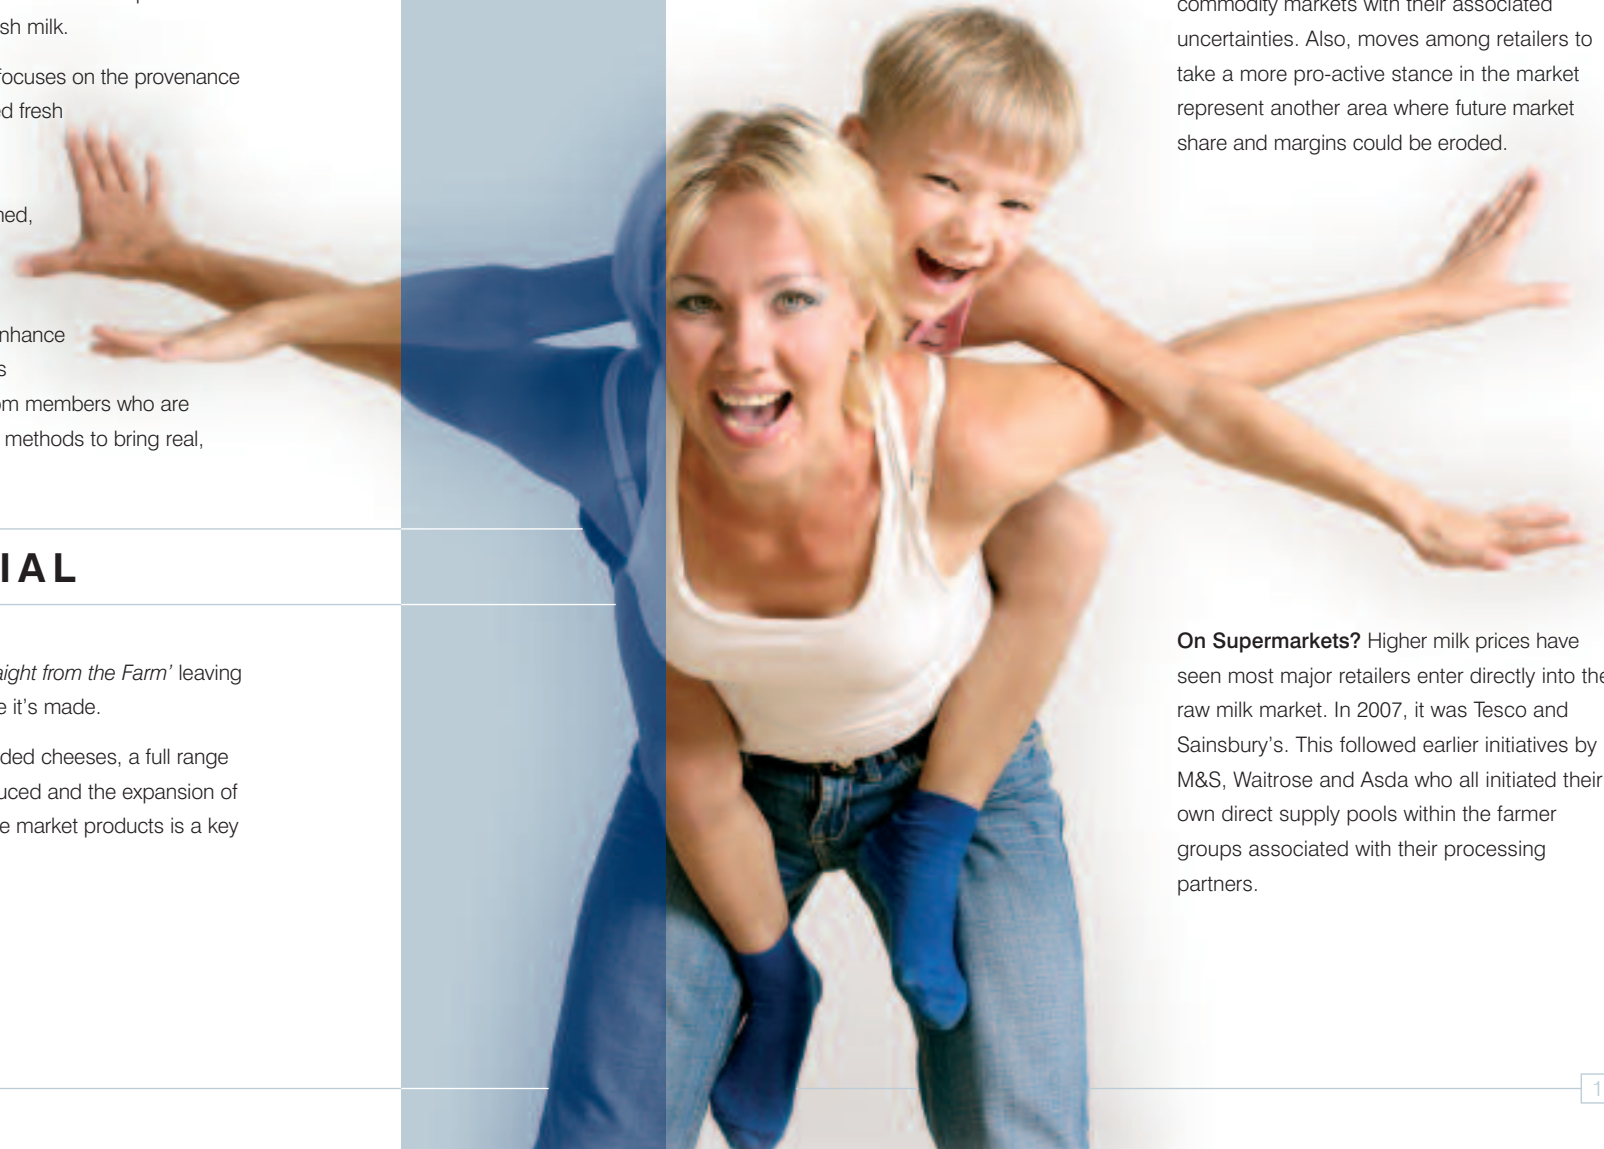 sh milk.
focuses on the provenance
d fresh
ned,
nhance
s
om members who are
methods to bring real,
IAL
aight from the Farm’ leaving
e it’s made.
ded cheeses, a full range
uced and the expansion of
e market products is a key
commodity markets with their associated
uncertainties. Also, moves among retailers to
take a more pro-active stance in the market
represent another area where future market
share and margins could be eroded.
On Supermarkets? Higher milk prices have
seen most major retailers enter directly into the
raw milk market. In 2007, it was Tesco and
Sainsbury’s. This followed earlier initiatives by
M&S, Waitrose and Asda who all initiated their
own direct supply pools within the farmer
groups associated with their processing
partners.
1